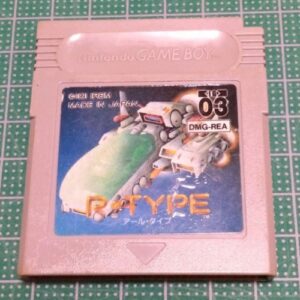 Nintendo GAME BOY
©1991 IREM
MADE IN JAPAN
03
DMG-REA
R·TYPE
アール・タイプ